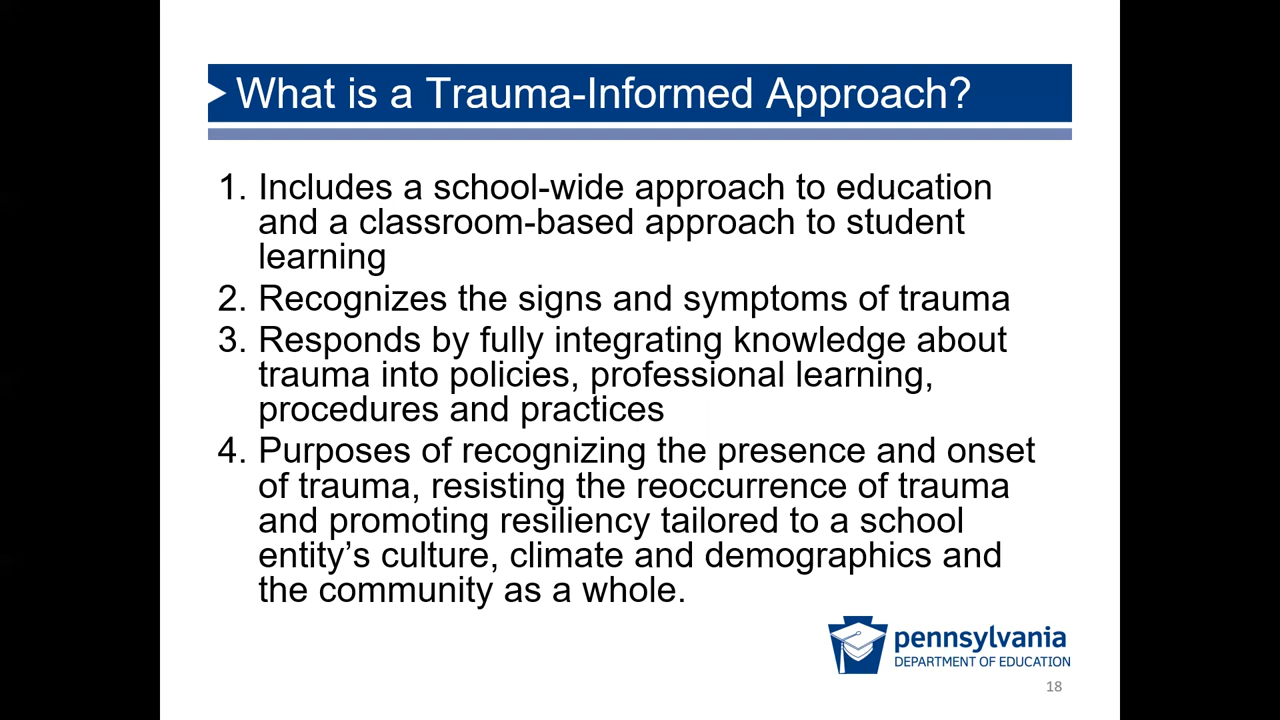 What is a Trauma-Informed Approach?
1. Includes a school-wide approach to education
and a classroom-based approach to student
learning
2. Recognizes the signs and symptoms of trauma
3. Responds by fully integrating knowledge about
trauma into policies, professional learning,
procedures and practices
4. Purposes of recognizing the presence and onset
of trauma, resisting the reoccurrence of trauma
and promoting resiliency tailored to a school
entity’s culture, climate and demographics and
the community as a whole.
pennsylvania
DEPARTMENT OF EDUCATION
18